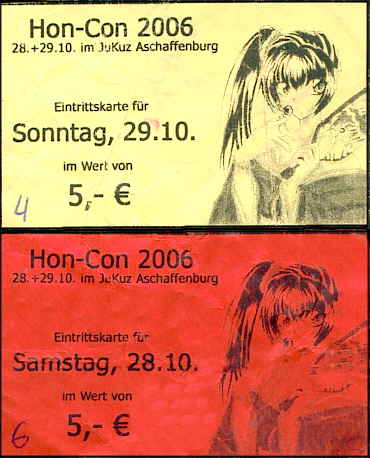 Hon-Con 2006
28.+29.10. im JuKuz Aschaffenburg
Eintrittskarte für
Sonntag, 29.10.
im Wert von
5,- €
4
Hon-Con 2006
28.+29.10. im JuKuz Aschaffenburg
Eintrittskarte für
Samstag, 28.10.
im Wert von
5,- €
6